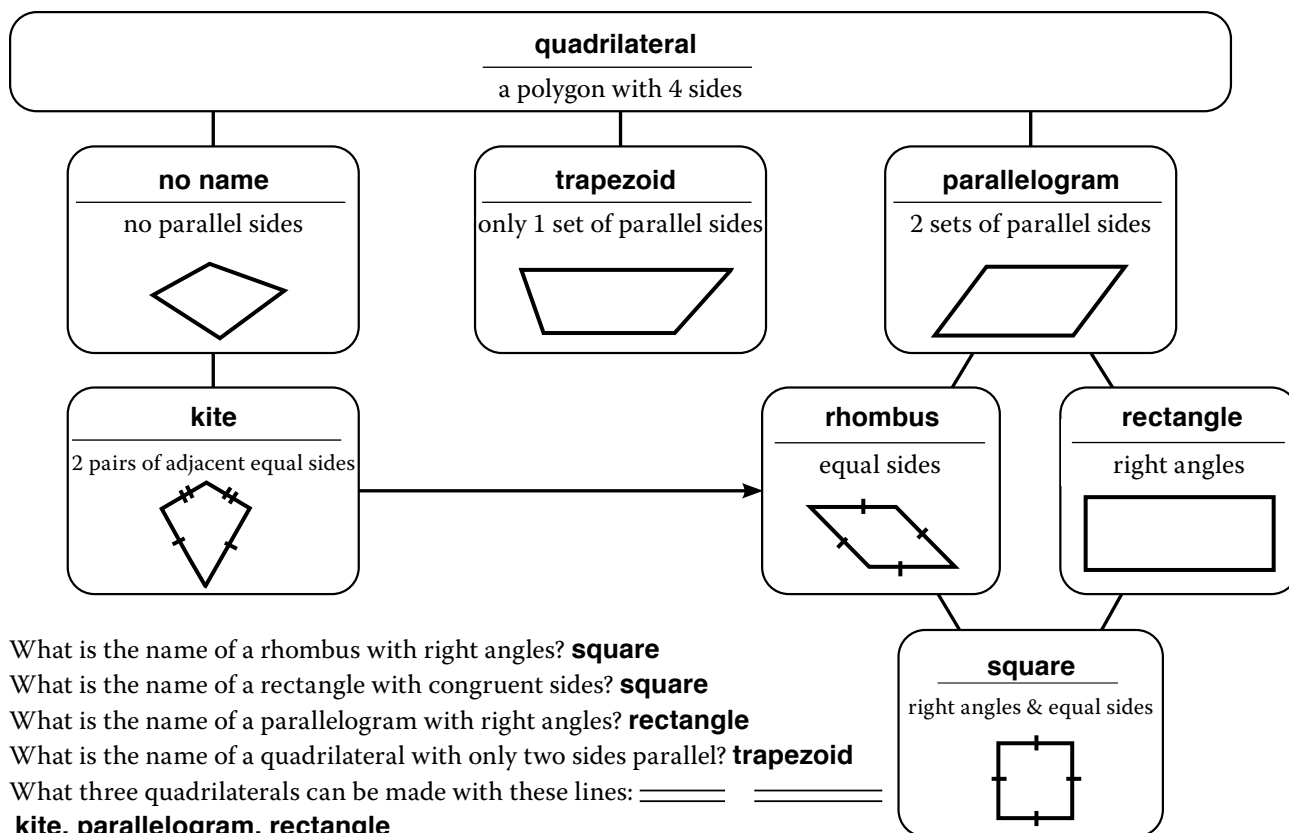 quadrilateral
a polygon with 4 sides
no name
no parallel sides
trapezoid
only 1 set of parallel sides
parallelogram
2 sets of parallel sides
kite
2 pairs of adjacent equal sides
rhombus
equal sides
rectangle
right angles
square
right angles & equal sides
What is the name of a rhombus with right angles? square
What is the name of a rectangle with congruent sides? square
What is the name of a parallelogram with right angles? rectangle
What is the name of a quadrilateral with only two sides parallel? trapezoid
What three quadrilaterals can be made with these lines:
kite, parallelogram, rectangle